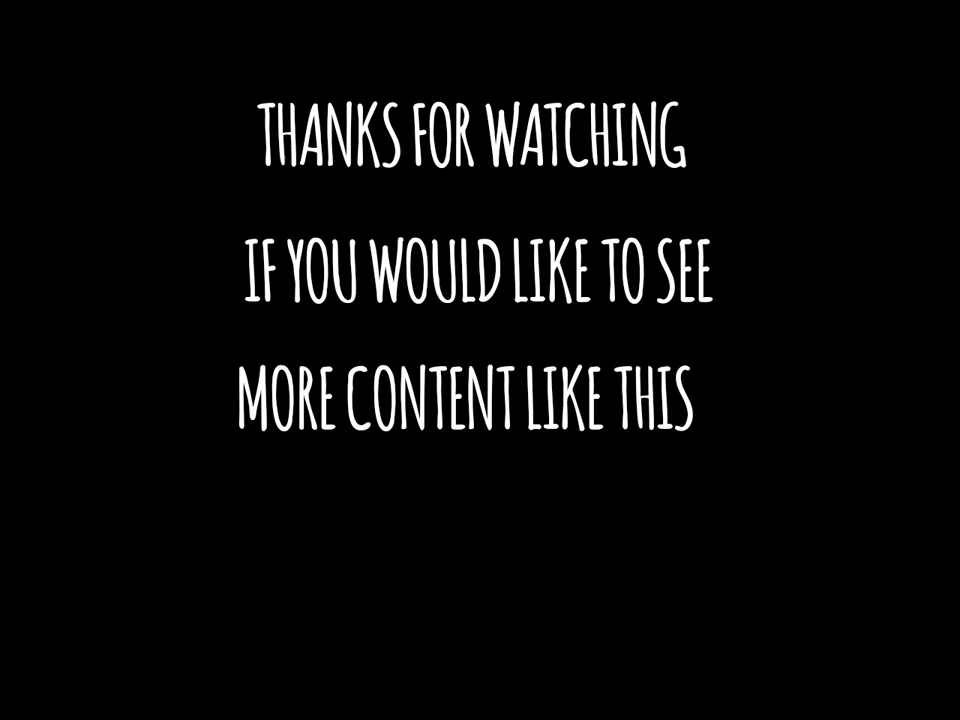 THANKS FOR WATCHING
IF YOU WOULD LIKE TO SEE
MORE CONTENT LIKE THIS